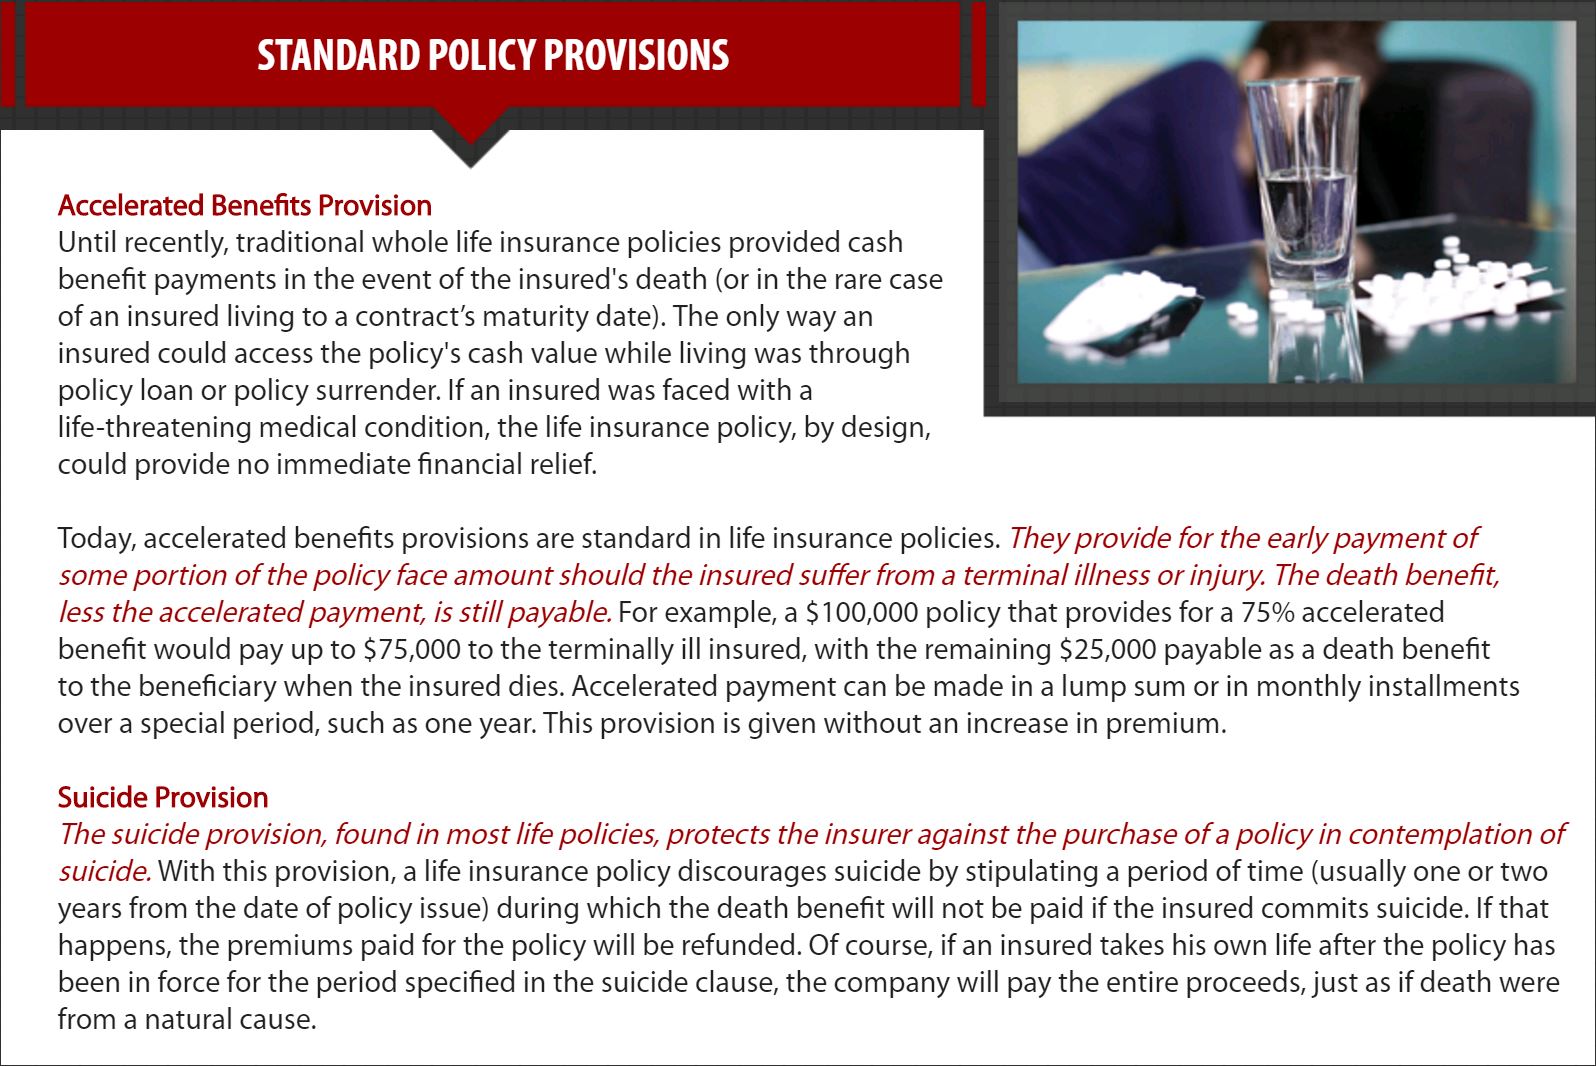 STANDARD POLICY PROVISIONS
Accelerated Benefits Provision
Until recently, traditional whole life insurance policies provided cash
benefit payments in the event of the insured's death (or in the rare case
of an insured living to a contract’s maturity date). The only way an
insured could access the policy's cash value while living was through
policy loan or policy surrender. If an insured was faced with a
life-threatening medical condition, the life insurance policy, by design,
could provide no immediate financial relief.
Today, accelerated benefits provisions are standard in life insurance policies. They provide for the early payment of
some portion of the policy face amount should the insured suffer from a terminal illness or injury. The death benefit,
less the accelerated payment, is still payable. For example, a $100,000 policy that provides for a 75% accelerated
benefit would pay up to $75,000 to the terminally ill insured, with the remaining $25,000 payable as a death benefit
to the beneficiary when the insured dies. Accelerated payment can be made in a lump sum or in monthly installments
over a special period, such as one year. This provision is given without an increase in premium.
Suicide Provision
The suicide provision, found in most life policies, protects the insurer against the purchase of a policy in contemplation of
suicide. With this provision, a life insurance policy discourages suicide by stipulating a period of time (usually one or two
years from the date of policy issue) during which the death benefit will not be paid if the insured commits suicide. If that
happens, the premiums paid for the policy will be refunded. Of course, if an insured takes his own life after the policy has
been in force for the period specified in the suicide clause, the company will pay the entire proceeds, just as if death were
from a natural cause.